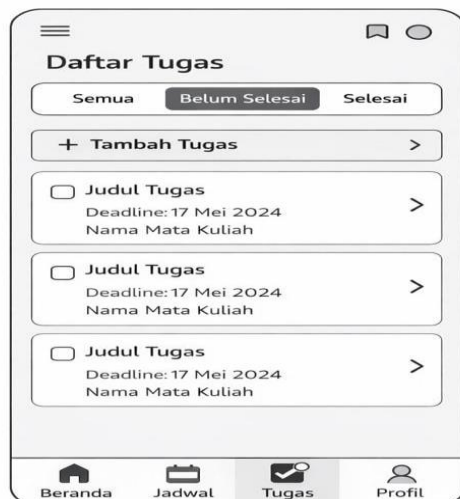 Daftar Tugas
Semua Belum Selesai Selesai
+ Tambah Tugas >
Judul Tugas
Deadline: 17 Mei 2024
Nama Mata Kuliah
>
Judul Tugas
Deadline: 17 Mei 2024
Nama Mata Kuliah
>
Judul Tugas
Deadline: 17 Mei 2024
Nama Mata Kuliah
>
Beranda Jadwal Tugas Profil